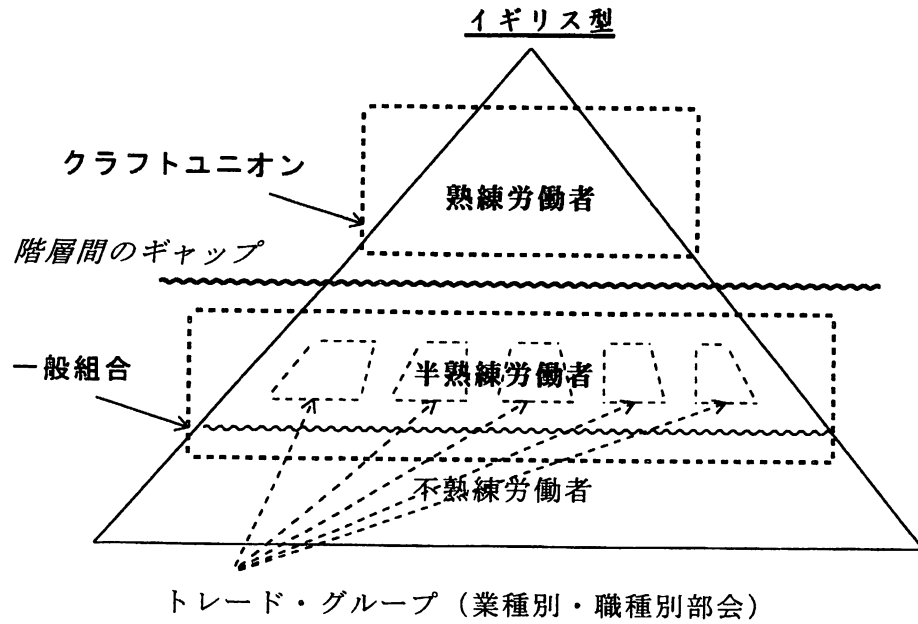 イギリス型
クラフトユニオン
熟練労働者
階層間のギャップ
一般組合
半熟練労働者
不熟練労働者
トレード・グループ（業種別・職種別部会）